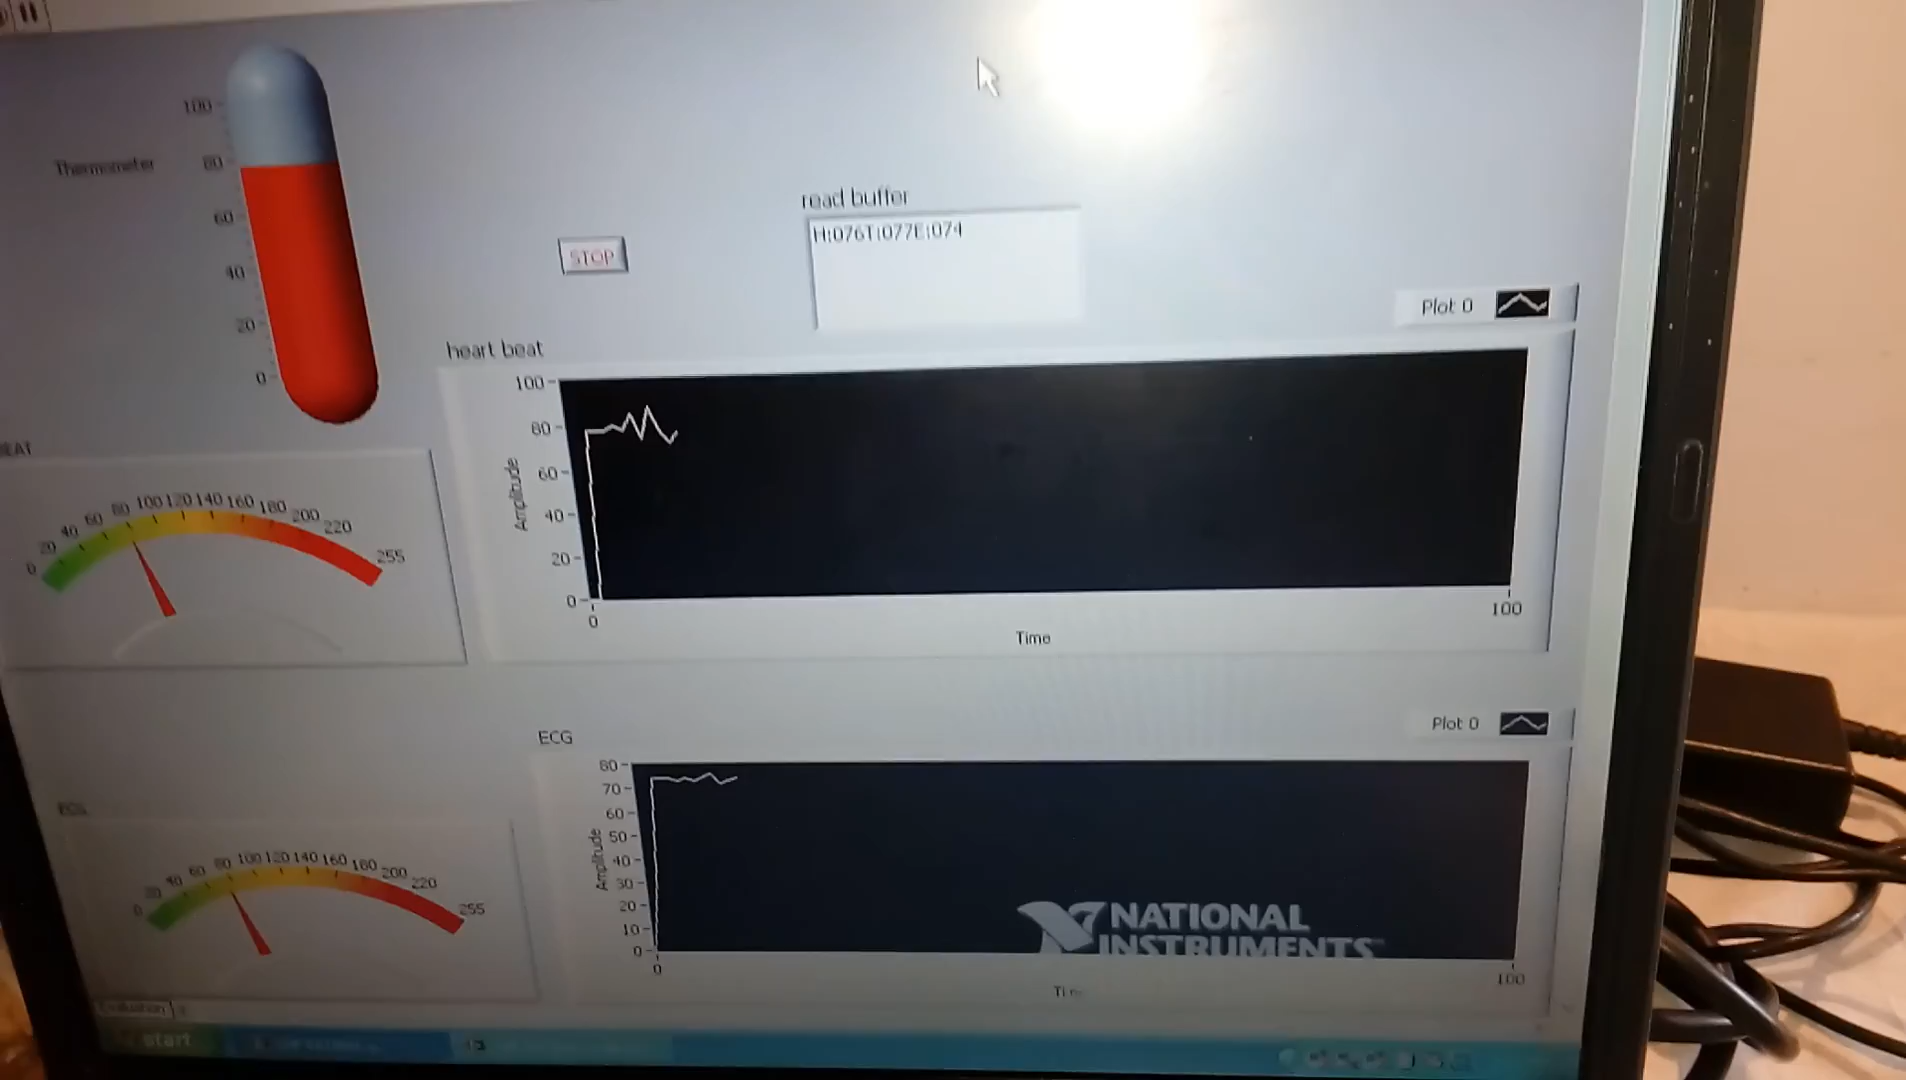 100
Thermometer
80
60
40
20
0
read buffer
H:076T:077E:074
STOP
Plot 0
heart beat
100
80
60
40
20
0
Amplitude
0
100
Time
EAT
0 20 40 60 80 100 120 140 160 180 200 220 255
Plot 0
ECG
80
70
60
50
40
30
20
10
0
Amplitude
0
100
NATIONAL
INSTRUMENTS
ECG
0 20 40 60 80 100 120 140 160 180 200 220 255
Evaluation
start